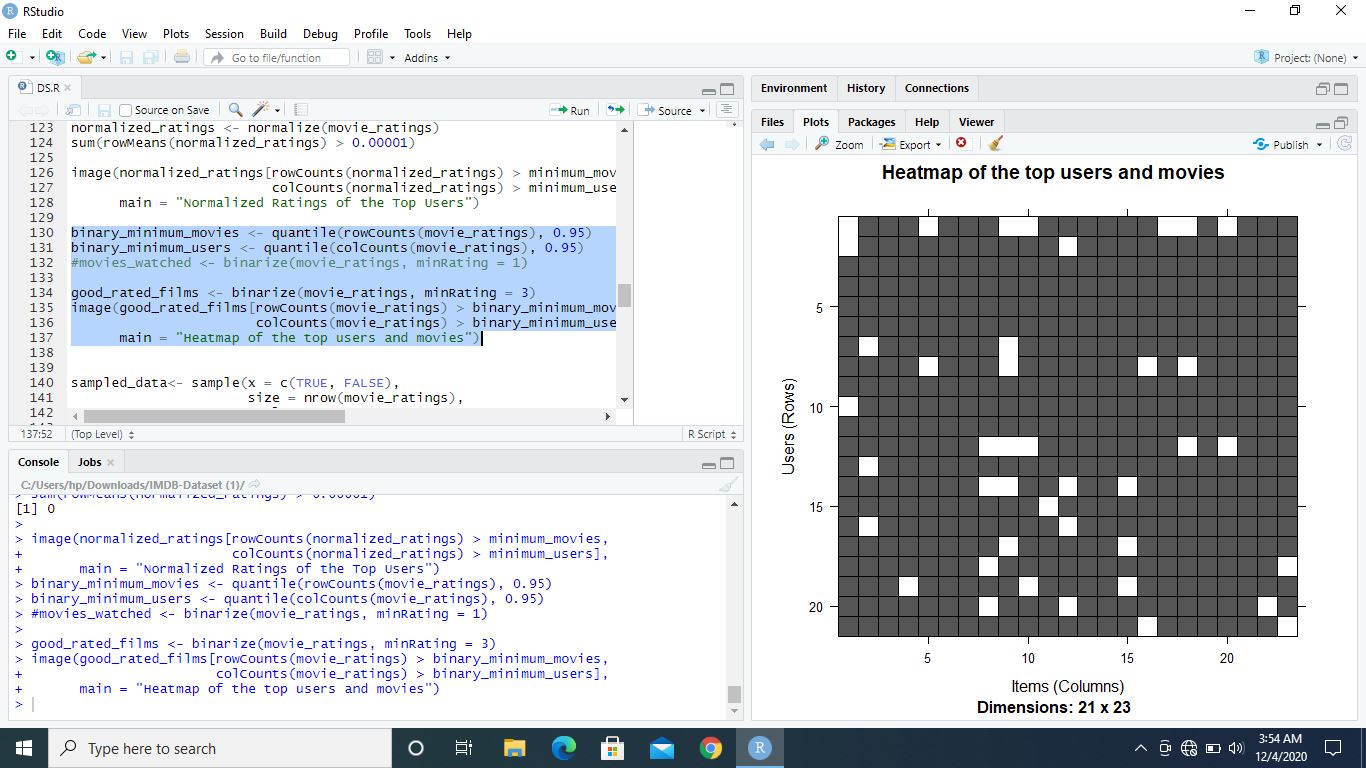 RStudio
File Edit Code View Plots Session Build Debug Profile Tools Help
Go to file/function Addins Project: (None)
DS.R
Source on Save Run Source
123 normalized_ratings <- normalize(movie_ratings)
124 sum(rowMeans(normalized_ratings) > 0.00001)
125
126 image(normalized_ratings[rowCounts(normalized_ratings) > minimum_mov
127 colCounts(normalized_ratings) > minimum_use
128 main = "Normalized Ratings of the Top Users")
129
130 binary_minimum_movies <- quantile(rowCounts(movie_ratings), 0.95)
131 binary_minimum_users <- quantile(colCounts(movie_ratings), 0.95)
132 #movies_watched <- binarize(movie_ratings, minRating = 1)
133
134 good_rated_films <- binarize(movie_ratings, minRating = 3)
135 image(good_rated_films[rowCounts(movie_ratings) > binary_minimum_mov
136 colCounts(movie_ratings) > binary_minimum_use
137 main = "Heatmap of the top users and movies")
138
139
140 sampled_data<- sample(x = c(TRUE, FALSE),
141 size = nrow(movie_ratings),
142
137:52 (Top Level) R Script
Console Jobs
C:/Users/hp/Downloads/IMDB-Dataset (1)/
> sum(rowMeans(normalized_ratings) > 0.00001)
[1] 0
>
> image(normalized_ratings[rowCounts(normalized_ratings) > minimum_movies,
+ colCounts(normalized_ratings) > minimum_users],
+ main = "Normalized Ratings of the Top Users")
> binary_minimum_movies <- quantile(rowCounts(movie_ratings), 0.95)
> binary_minimum_users <- quantile(colCounts(movie_ratings), 0.95)
> #movies_watched <- binarize(movie_ratings, minRating = 1)
>
> good_rated_films <- binarize(movie_ratings, minRating = 3)
> image(good_rated_films[rowCounts(movie_ratings) > binary_minimum_movies,
+ colCounts(movie_ratings) > binary_minimum_users],
+ main = "Heatmap of the top users and movies")
>
Environment History Connections
Files Plots Packages Help Viewer
Zoom Export Publish
Heatmap of the top users and movies
5
10
15
20
Users (Rows)
5 10 15 20
Items (Columns)
Dimensions: 21 x 23
Type here to search
3:54 AM
12/4/2020